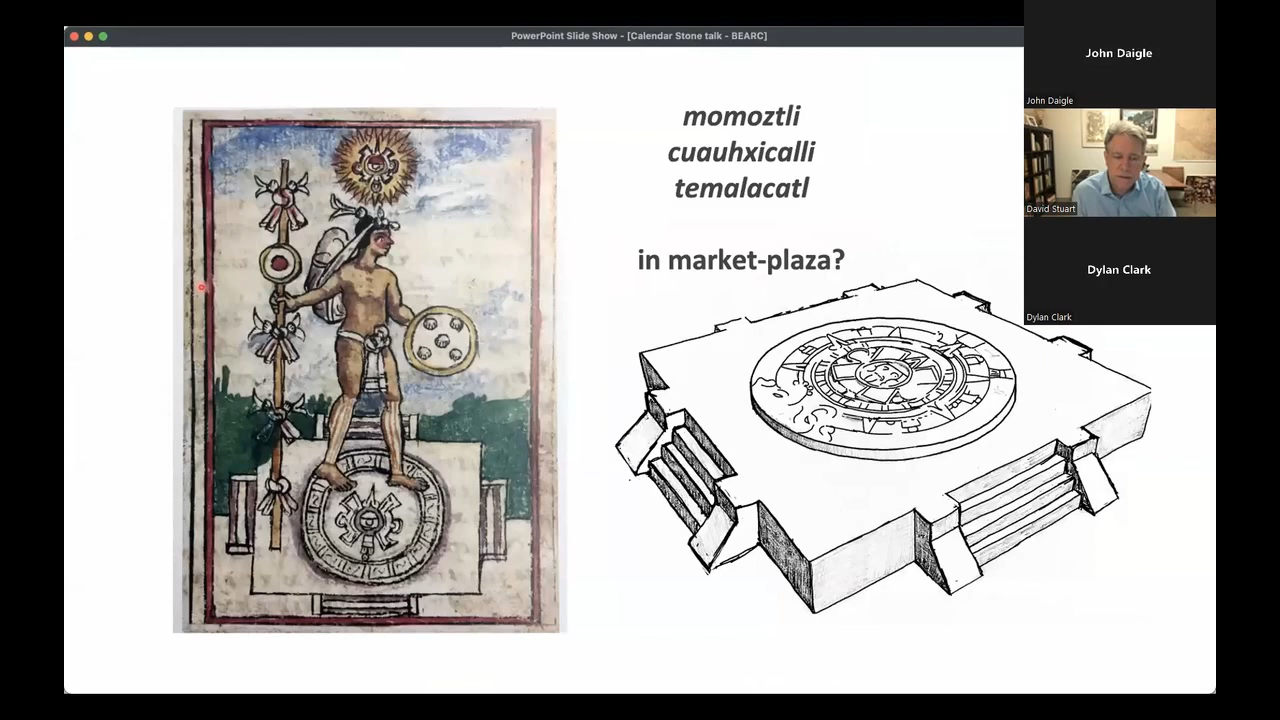 PowerPoint Slide Show - [Calendar Stone talk - BEARC]
momoztli
cuauhxicalli
temalacatl
in market-plaza?
John Daigle
John Daigle
David Stuart
Dylan Clark
Dylan Clark